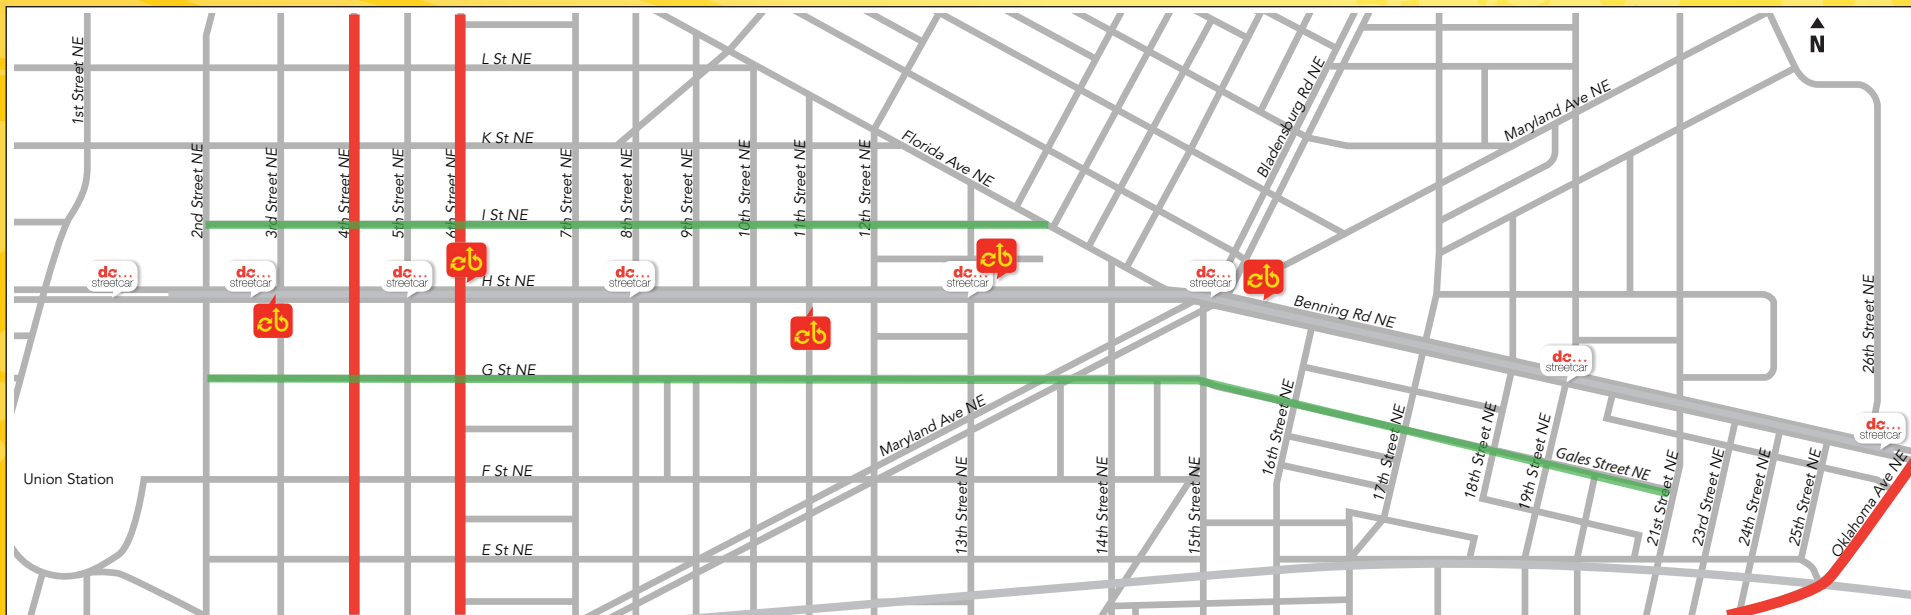 N
1st Street NE
L St NE
Bladensburg Rd NE
Maryland Ave NE
K St NE
Florida Ave NE
2nd Street NE
3rd Street NE
4th Street NE
5th Street NE
6th Street NE
7th Street NE
8th Street NE
9th Street NE
10th Street NE
11th Street NE
12th Street NE
I St NE
dc...
streetcar
dc...
streetcar
dc...
streetcar
cb
H St NE
dc...
streetcar
dc...
streetcar
cb
dc...
streetcar
cb
cb
cb
Benning Rd NE
26th Street NE
dc...
streetcar
G St NE
Maryland Ave NE
16th Street NE
17th Street NE
18th Street NE
19th Street NE
Gales Street NE
dc...
streetcar
Union Station
F St NE
13th Street NE
14th Street NE
15th Street NE
21st Street NE
23rd Street NE
24th Street NE
25th Street NE
Oklahoma Ave NE
E St NE